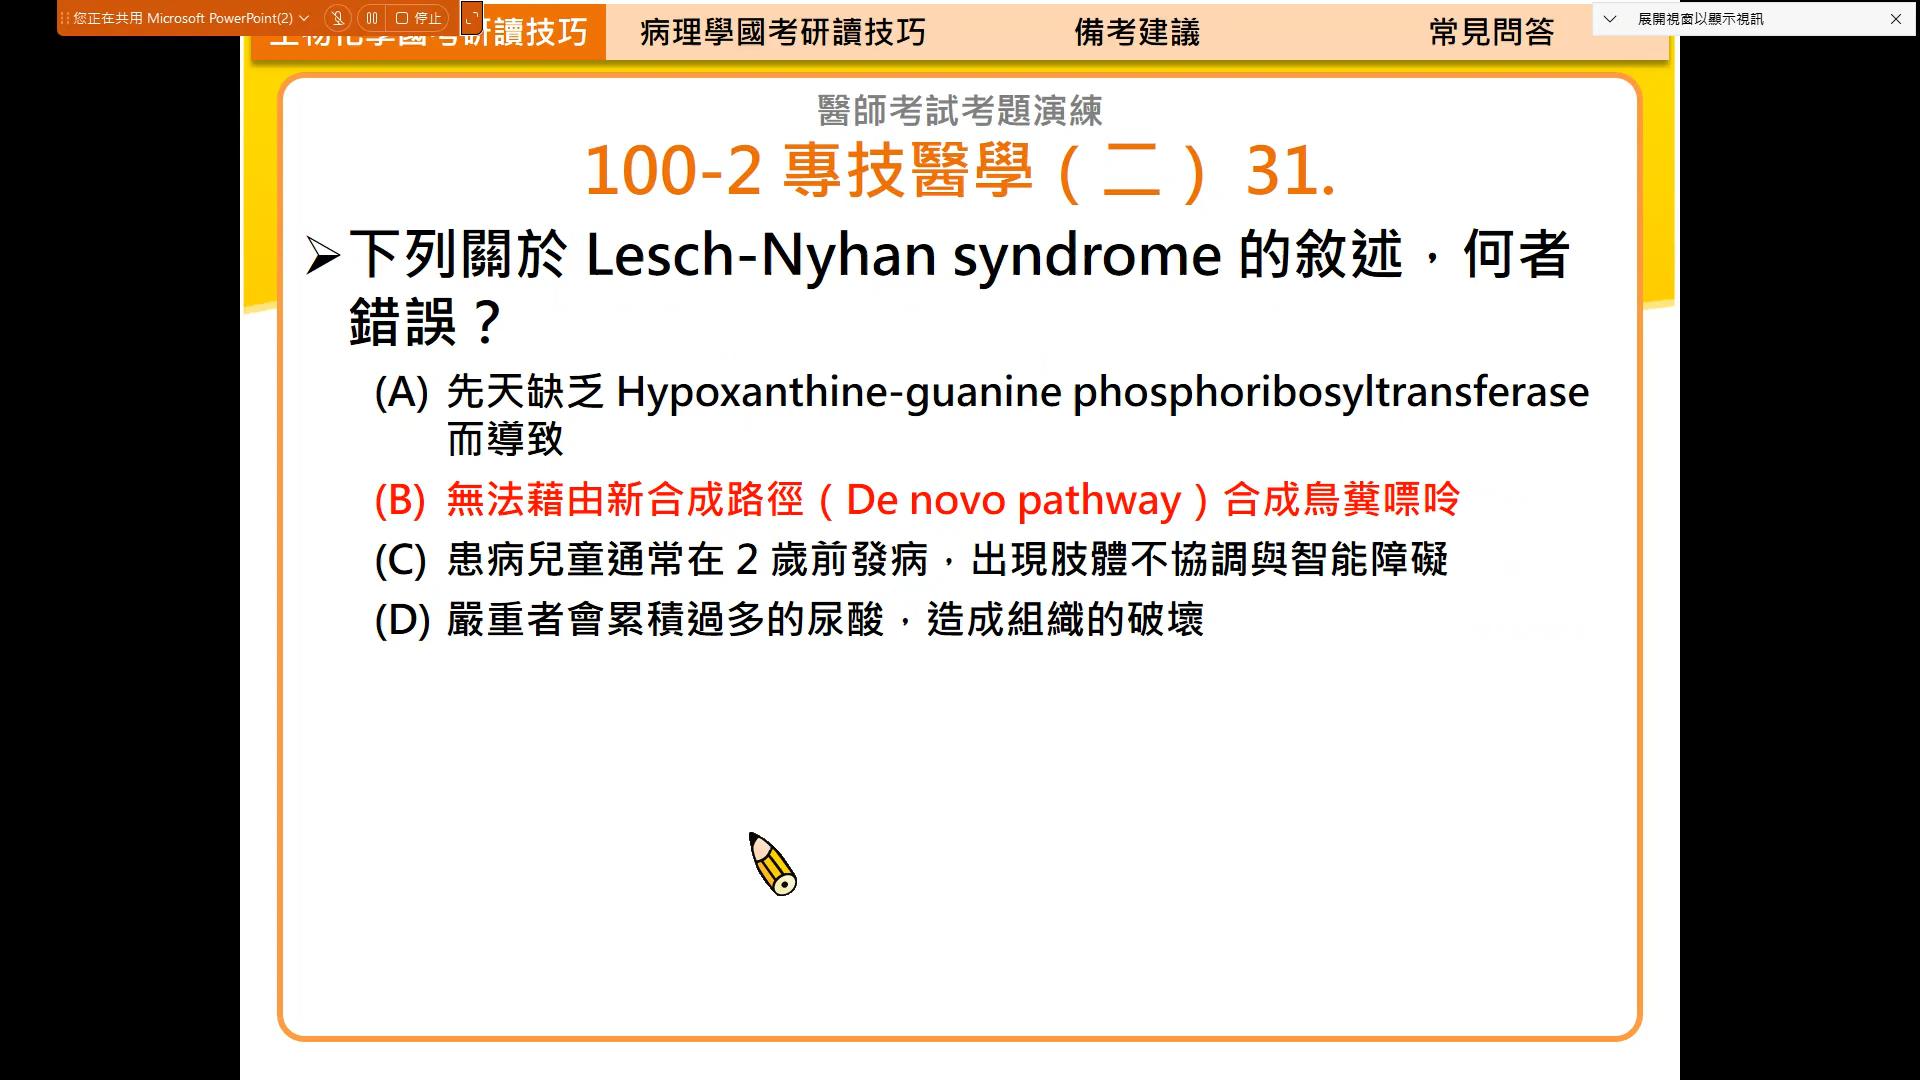 您正在共用 Microsoft PowerPoint(2)
停止
展開視窗以顯示視訊
生物化學國考研讀技巧
病理學國考研讀技巧
備考建議
常見問答
醫師考試考題演練
100-2 專技醫學（二） 31.
➢下列關於 Lesch-Nyhan syndrome 的敘述，何者
錯誤？
(A) 先天缺乏 Hypoxanthine-guanine phosphoribosyltransferase
而導致
(B) 無法藉由新合成路徑（De novo pathway）合成鳥糞嘌呤
(C) 患病兒童通常在 2 歲前發病，出現肢體不協調與智能障礙
(D) 嚴重者會累積過多的尿酸，造成組織的破壞